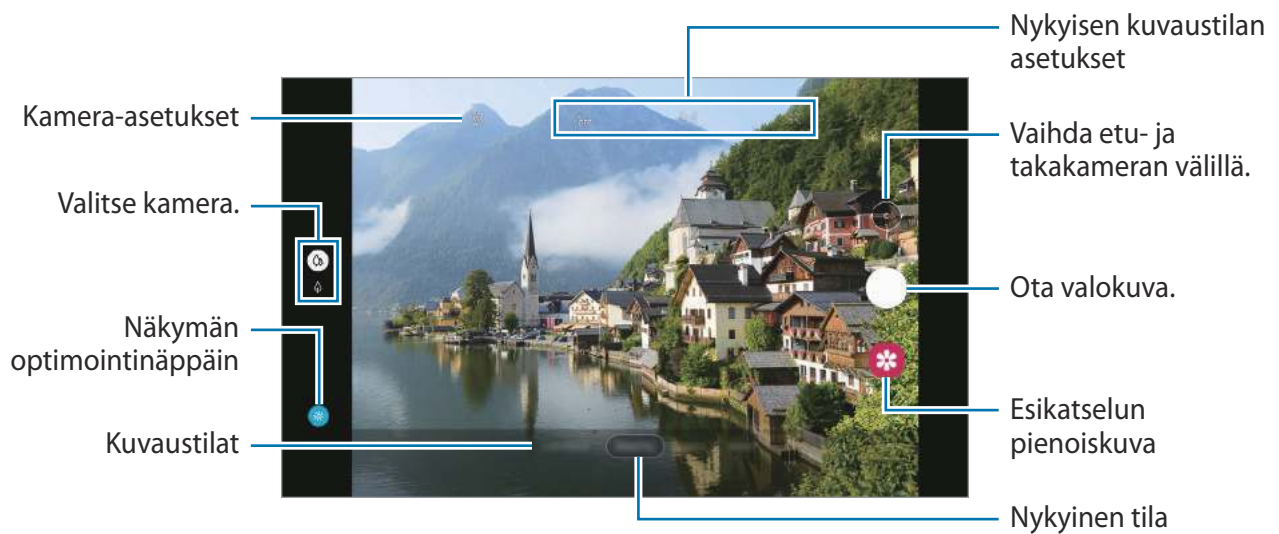 Nykyisen kuvaustilan
asetukset
Kamera-asetukset
Vaihda etu- ja
takakameran välillä.
Valitse kamera.
Ota valokuva.
Näkymän
optimointinäppäin
Esikatselun
pienoiskuva
Kuvaustilat
Nykyinen tila